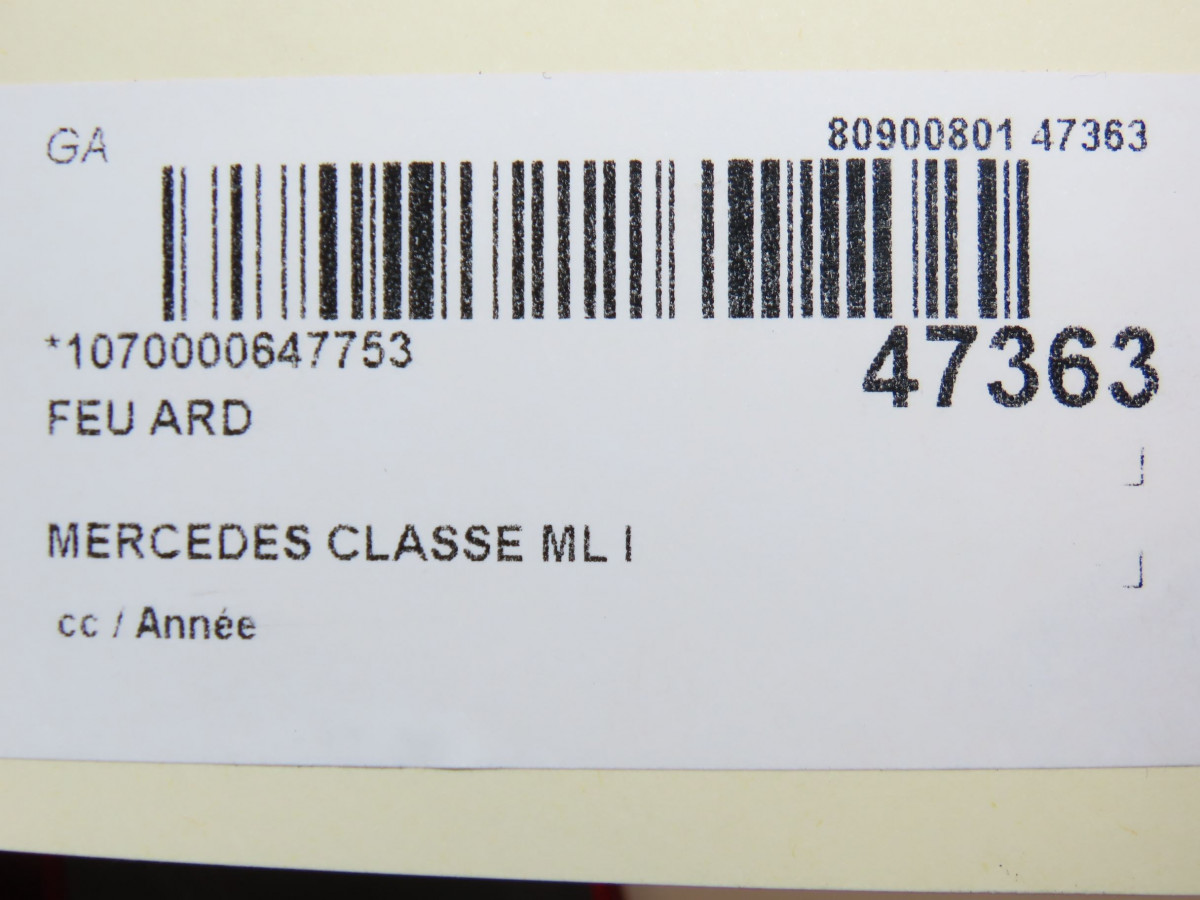 GA
80900801 47363
*1070000647753
47363
FEU ARD
MERCEDES CLASSE ML I
cc / Année